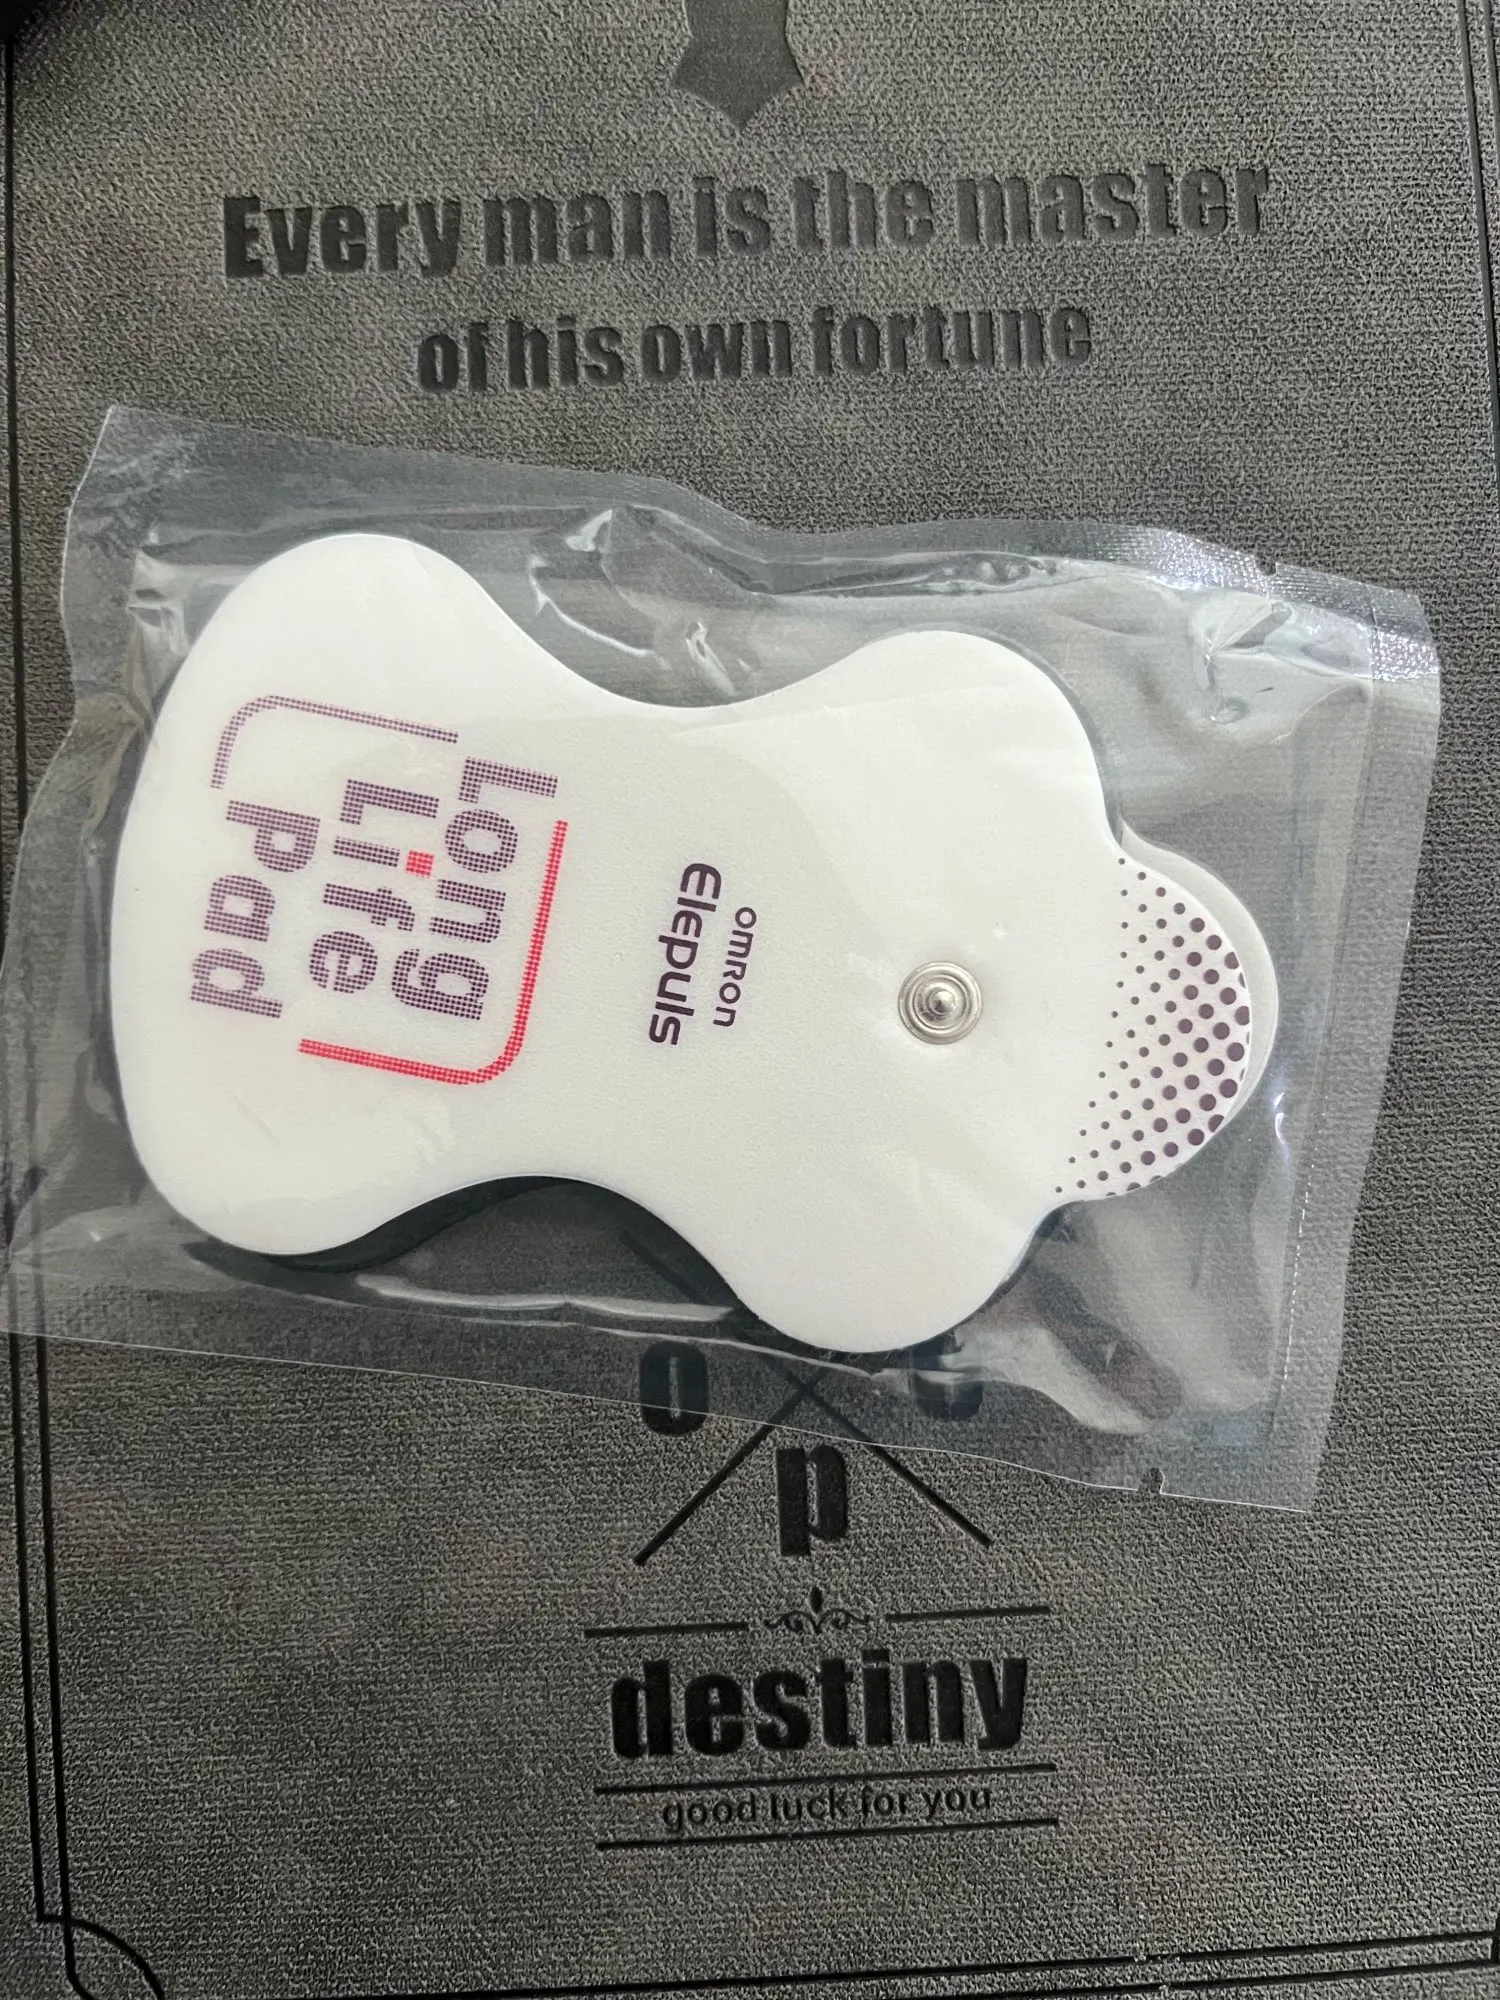 Every man is the master
of his own fortune
Long
Life
Pad
omron
Elepuls
destiny
good luck for you